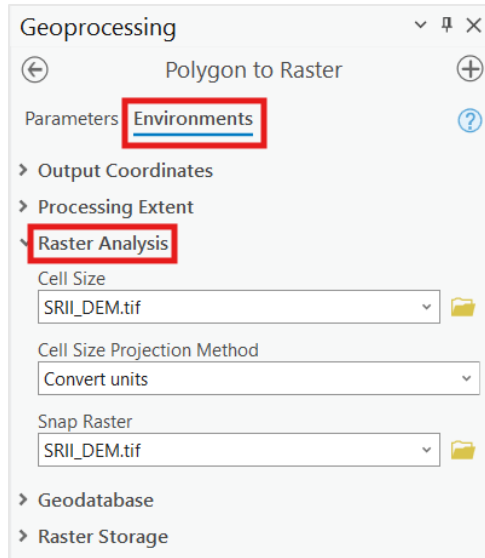 Geoprocessing
Polygon to Raster
Parameters Environments
Output Coordinates
Processing Extent
Raster Analysis
Cell Size
SRII_DEM.tif
Cell Size Projection Method
Convert units
Snap Raster
SRII_DEM.tif
Geodatabase
Raster Storage